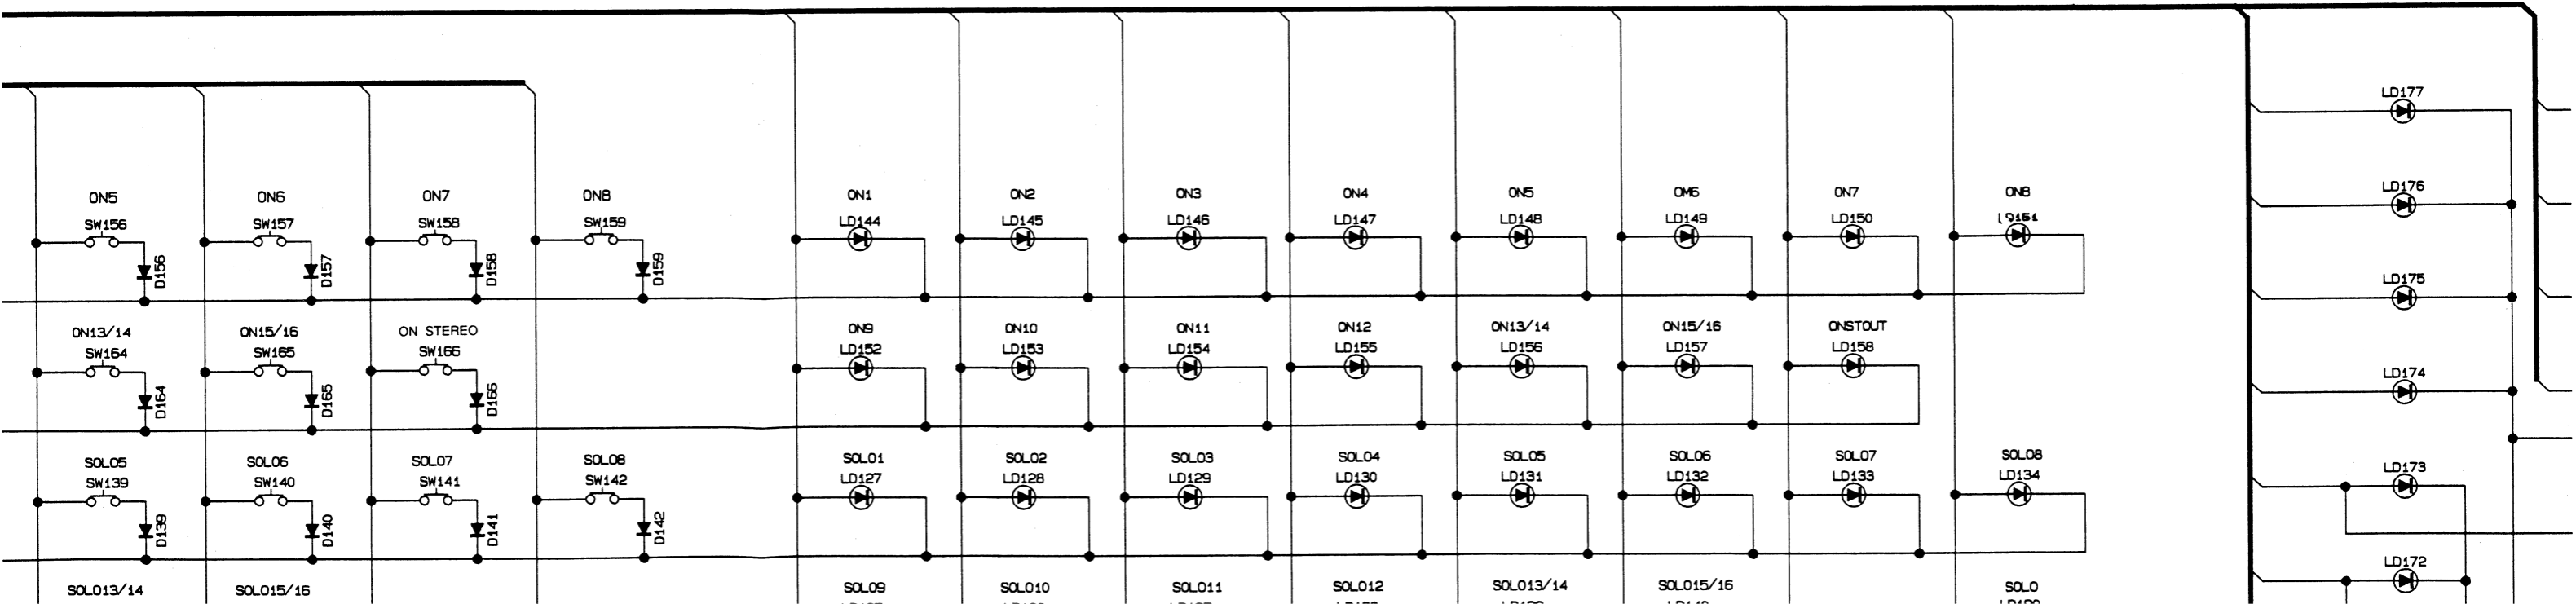 LD177
LD176
ON5 ON6 ON7 ON8 ON1 ON2 ON3 ON4 ON5 OM6 ON7 ON8
SW156 SW157 SW158 SW159 LD144 LD145 LD146 LD147 LD148 LD149 LD150 LD151
D156 D157 D158 D159
LD175
ON13/14 ON15/16 ON STEREO ON9 ON10 ON11 ON12 ON13/14 ON15/16 ONSTOUT
SW164 SW165 SW166 LD152 LD153 LD154 LD155 LD156 LD157 LD158
LD174
D164 D165 D166
SOLO5 SOLO6 SOLO7 SOLO8 SOLO1 SOLO2 SOLO3 SOLO4 SOLO5 SOLO6 SOLO7 SOLO8
LD173
SW139 SW140 SW141 SW142 LD127 LD128 LD129 LD130 LD131 LD132 LD133 LD134
D139 D140 D141 D142
LD172
SOLO13/14 SOLO15/16 SOLO9 SOLO10 SOLO11 SOLO12 SOLO13/14 SOLO15/16 SOLO